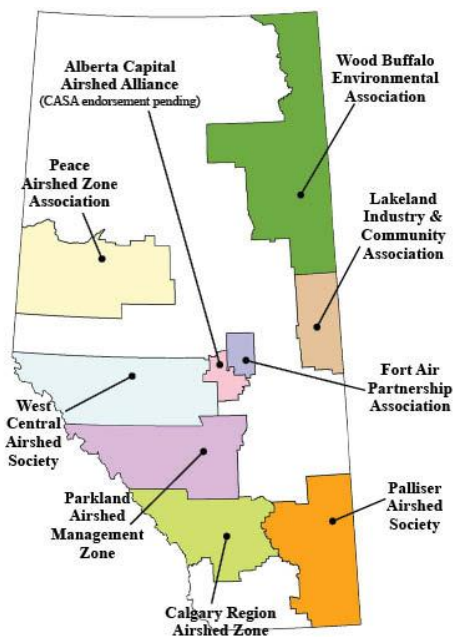 Alberta Capital
Airshed Alliance
(CASA endorsement pending)
Wood Buffalo
Environmental
Association
Peace
Airshed Zone
Association
Lakeland
Industry &
Community
Association
Fort Air
Partnership
Association
West
Central
Airshed
Society
Parkland
Airshed
Management
Zone
Palliser
Airshed
Society
Calgary Region
Airshed Zone